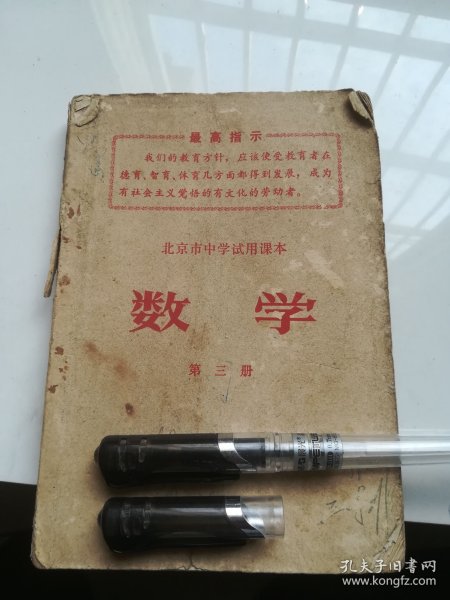 最高指示
我们的教育方针，应该使受教育者在
德育、智育、体育几方面都得到发展，成为
有社会主义觉悟的有文化的劳动者。
北京市中学试用课本
数学
第三册
孔夫子旧书网
www.kongfz.com